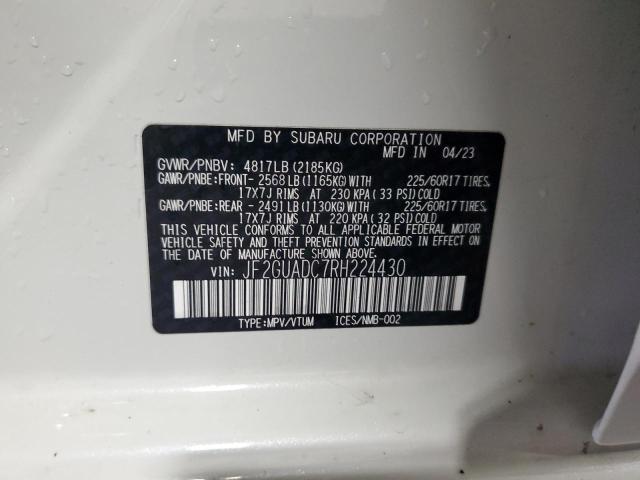 MFD BY SUBARU CORPORATION
MFD IN 04/23
GVWR/PNBV: 4817LB (2185KG)
GAWR/PNBE:FRONT- 2568LB (1165KG)WITH 225/60R17 TIRES,
17X7J RIMS AT 230 KPA (33 PSI)COLD
GAWR/PNBE:REAR - 2491LB (1130KG)WITH 225/60R17 TIRES,
17X7J RIMS AT 220 KPA (32 PSI)COLD
THIS VEHICLE CONFORMS TO ALL APPLICABLE FEDERAL MOTOR
VEHICLE SAFETY AND THEFT PREVENTION STANDARDS IN EFFECT ON
THE DATE OF MANUFACTURE SHOWN ABOVE.
VIN: JF2GUADC7RH224430
TYPE:MPV/VTUM ICES/NMB-002